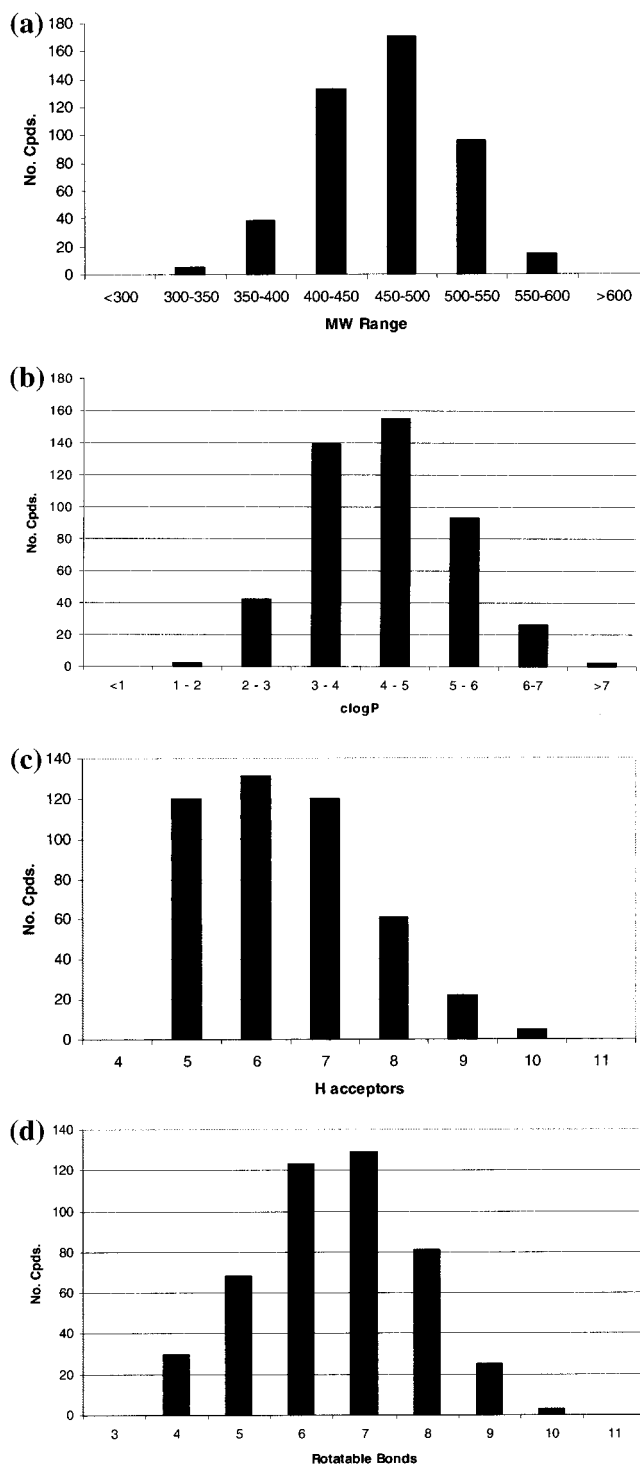 (a)
180
160
140
120
100
80
60
40
20
0
No. Cpds.
<300 300-350 350-400 400-450 450-500 500-550 550-600 >600
MW Range
(b)
180
160
140
120
100
80
60
40
20
0
No. Cpds.
<1 1 - 2 2 - 3 3 - 4 4 - 5 5 - 6 6-7 >7
clogP
(c)
140
120
100
80
60
40
20
0
No. Cpds.
4 5 6 7 8 9 10 11
H acceptors
(d)
140
120
100
80
60
40
20
0
No. Cpds.
3 4 5 6 7 8 9 10 11
Rotatable Bonds